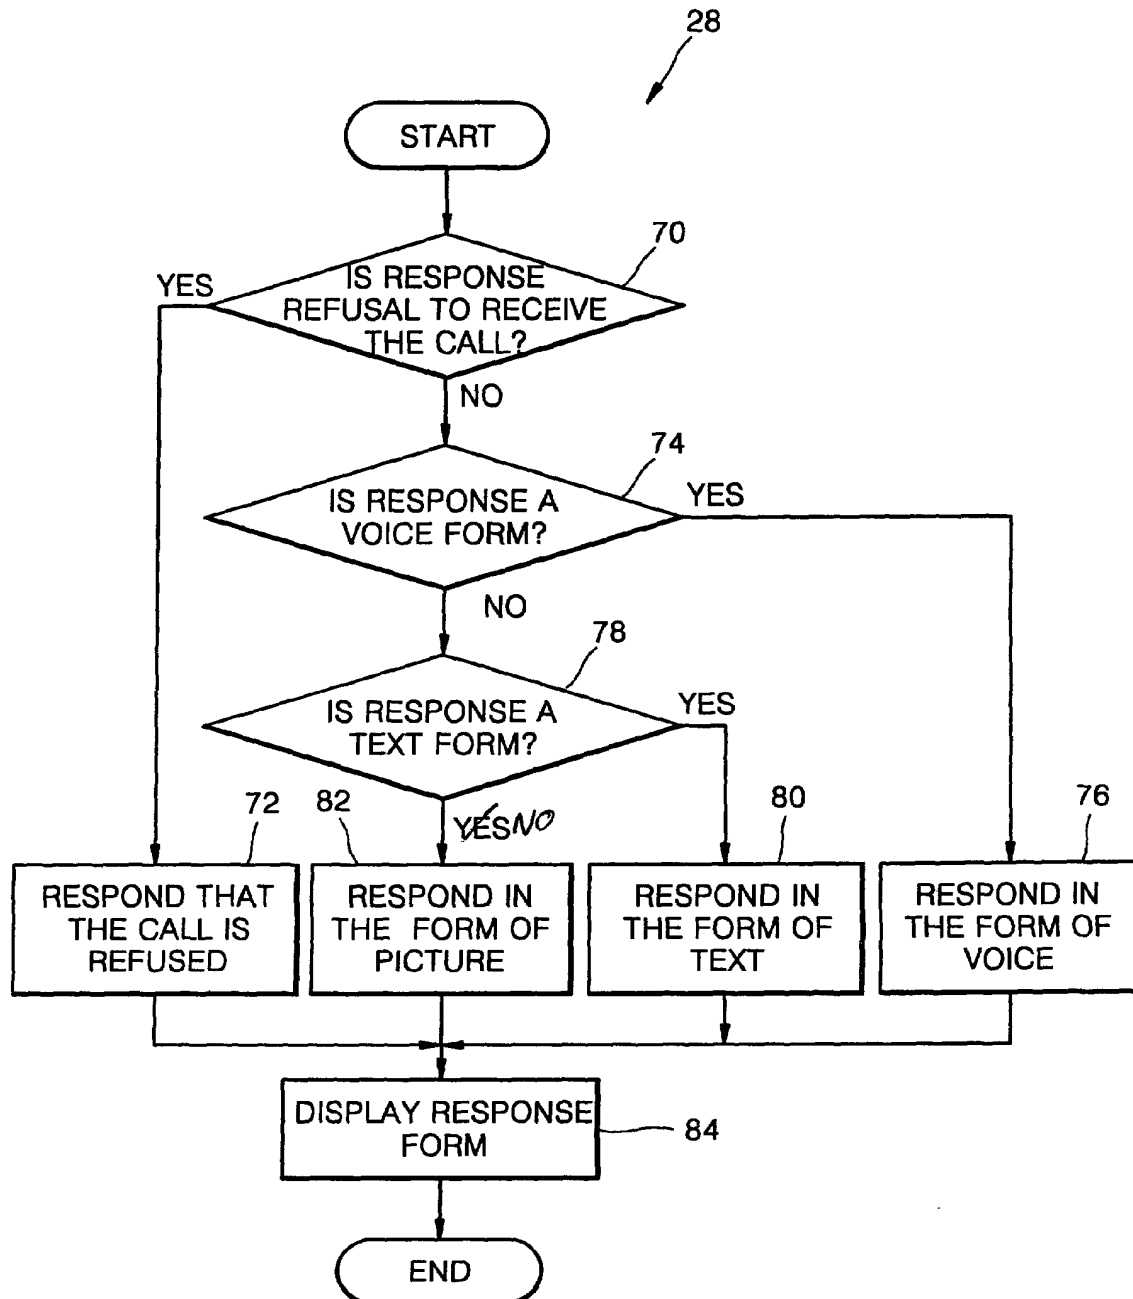 28
START
70
YES
IS RESPONSE
REFUSAL TO RECEIVE
THE CALL?
NO
74
IS RESPONSE A
VOICE FORM?
YES
NO
78
IS RESPONSE A
TEXT FORM?
YES
YES NO
72
82
80
76
RESPOND THAT
THE CALL IS
REFUSED
RESPOND IN
THE FORM OF
PICTURE
RESPOND IN
THE FORM OF
TEXT
RESPOND IN
THE FORM OF
VOICE
DISPLAY RESPONSE
FORM
84
END